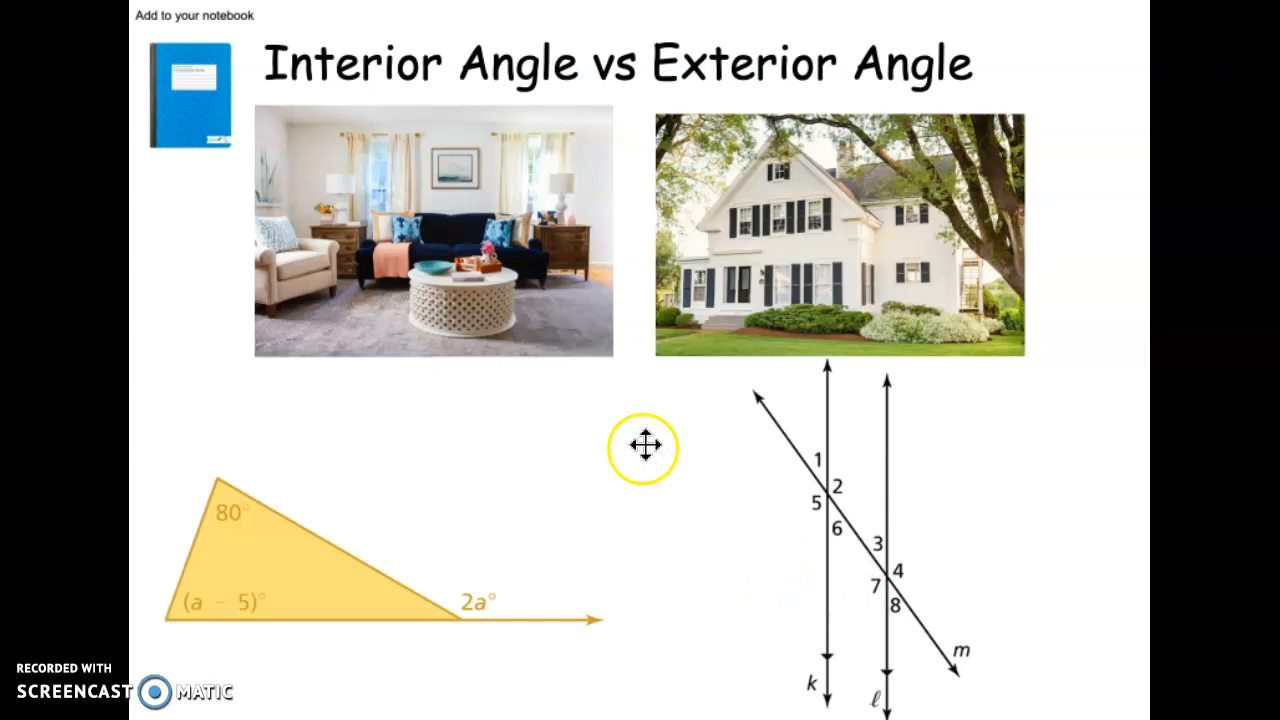 Add to your notebook
Interior Angle vs Exterior Angle
80°
(a − 5)°
2a°
1
2
5
6
3
4
7
8
m
k
ℓ
RECORDED WITH
SCREENCAST MATIC